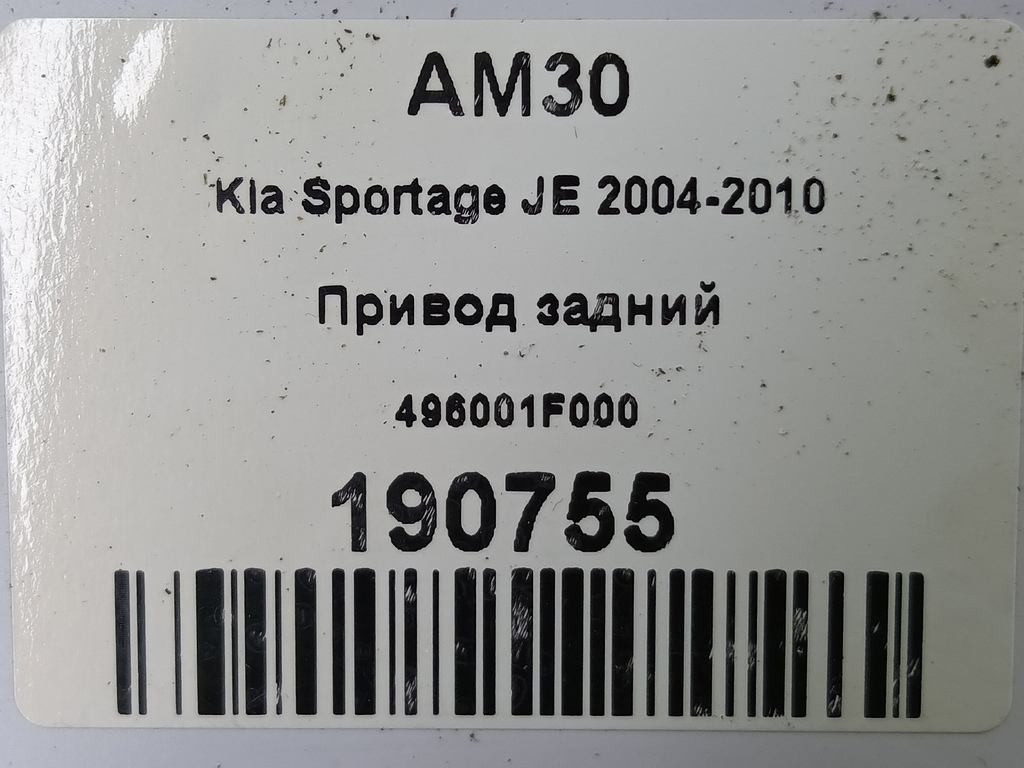 AM30
Kia Sportage JE 2004-2010
Привод задний
496001F000
190755